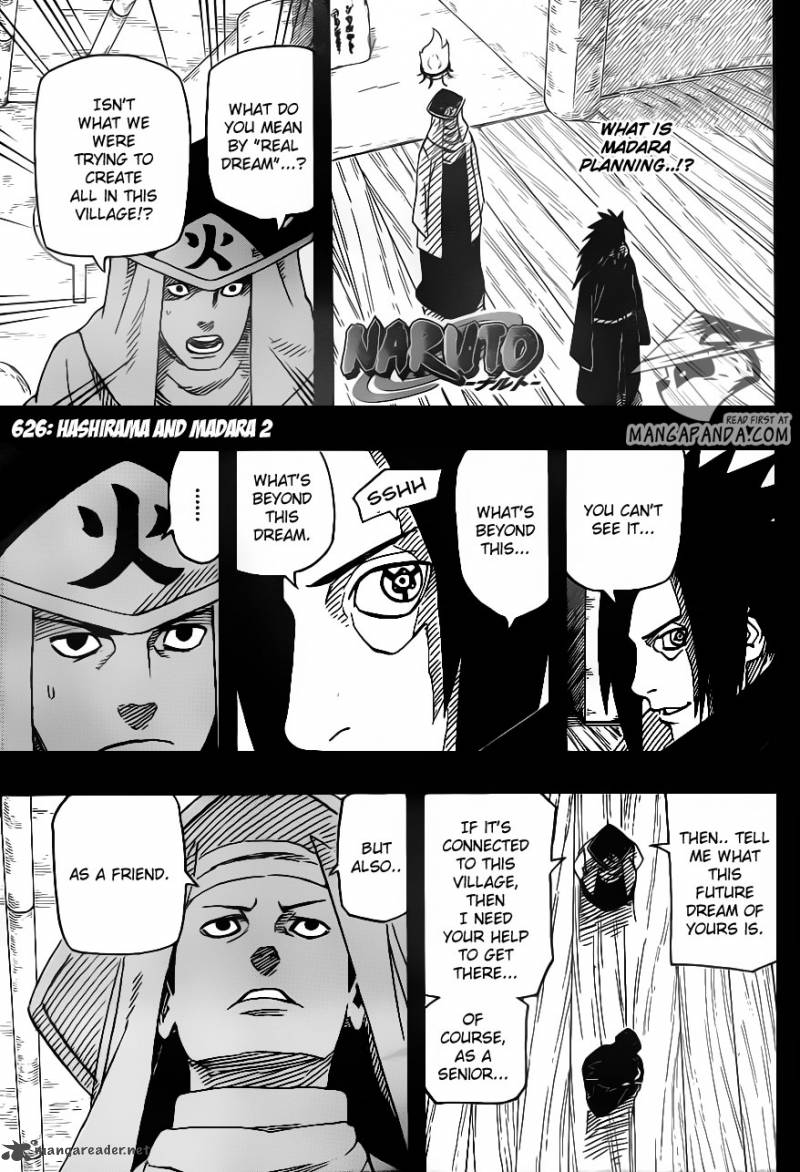 WHAT IS
MADARA
PLANNING..!?
WHAT DO
YOU MEAN
BY "REAL
DREAM"...?
ISN'T
WHAT WE
WERE
TRYING TO
CREATE
ALL IN THIS
VILLAGE!?
火
NARUTO
-ナルト-
626: HASHIRAMA AND MADARA 2
READ FIRST AT
MANGAPANDA.COM
YOU CAN'T
SEE IT...
WHAT'S
BEYOND
THIS...
SSHH
WHAT'S
BEYOND
THIS
DREAM.
........
火
THEN.. TELL
ME WHAT
THIS
FUTURE
DREAM OF
YOURS IS.
IF IT'S
CONNECTED
TO THIS
VILLAGE,
THEN
I NEED
YOUR HELP
TO GET
THERE...
OF
COURSE,
AS A
SENIOR...
BUT
ALSO..
AS A FRIEND.
mangareader.net